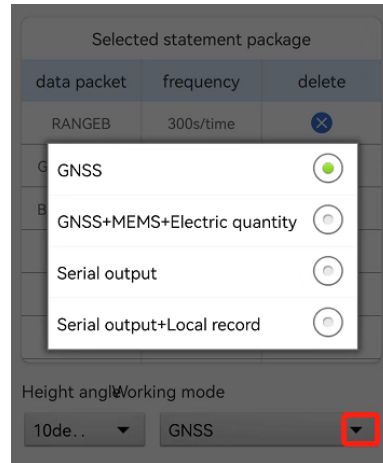 Selected statement package
data packet frequency delete
RANGEB 300s/time
G
GNSS
B
GNSS+MEMS+Electric quantity
Serial output
Serial output+Local record
Height angleWorking mode
10de.. GNSS